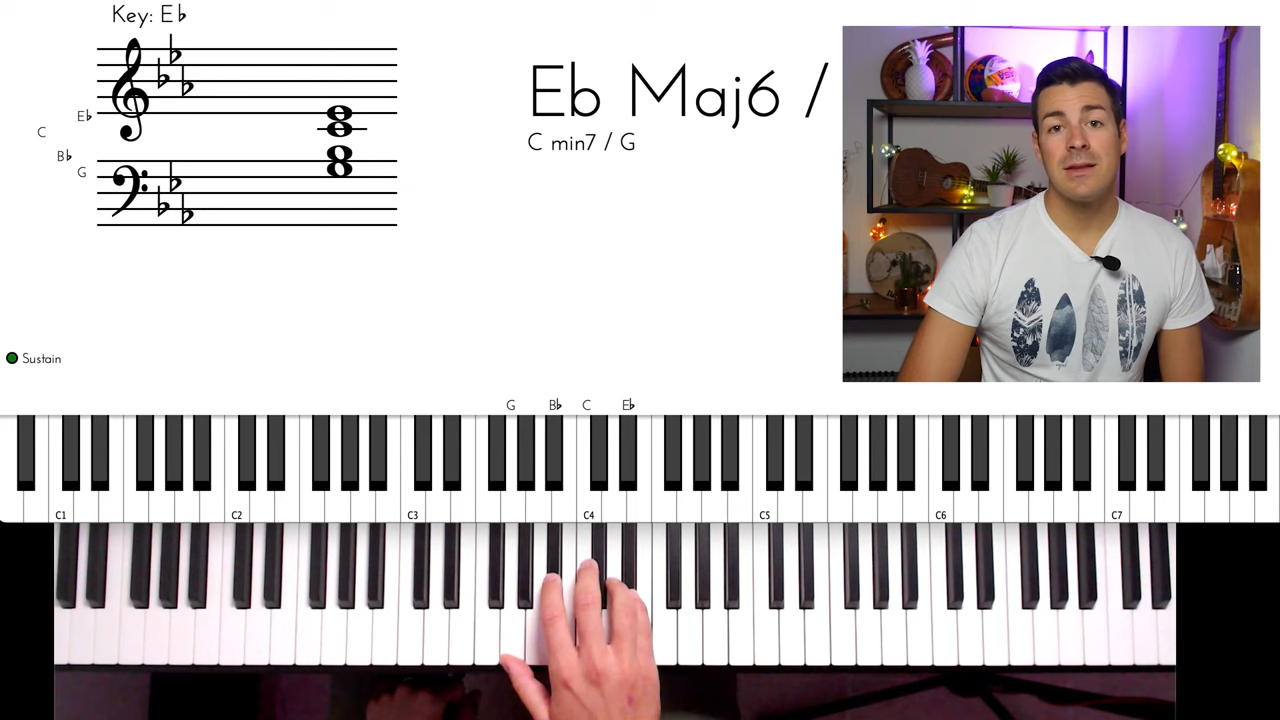 Key: E♭
E♭
C
B♭
G
Eb Maj6 /
C min7 / G
Sustain
G B♭ C E♭
C1 C2 C3 C4 C5 C6 C7